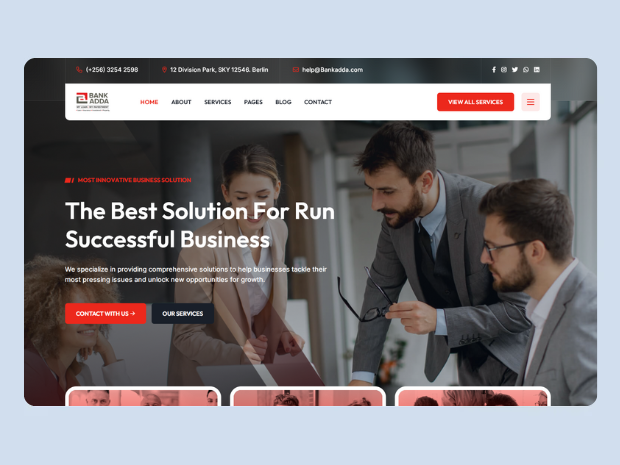 (+256) 3254 2598
12 Division Park, SKY 12546. Berlin
help@Bankadda.com
BANK
ADDA
HOME
ABOUT
SERVICES
PAGES
BLOG
CONTACT
VIEW ALL SERVICES
MOST INNOVATIVE BUSINESS SOLUTION
The Best Solution For Run
Successful Business
We specialize in providing comprehensive solutions to help businesses tackle their
most pressing issues and unlock new opportunities for growth.
CONTACT WITH US →
OUR SERVICES